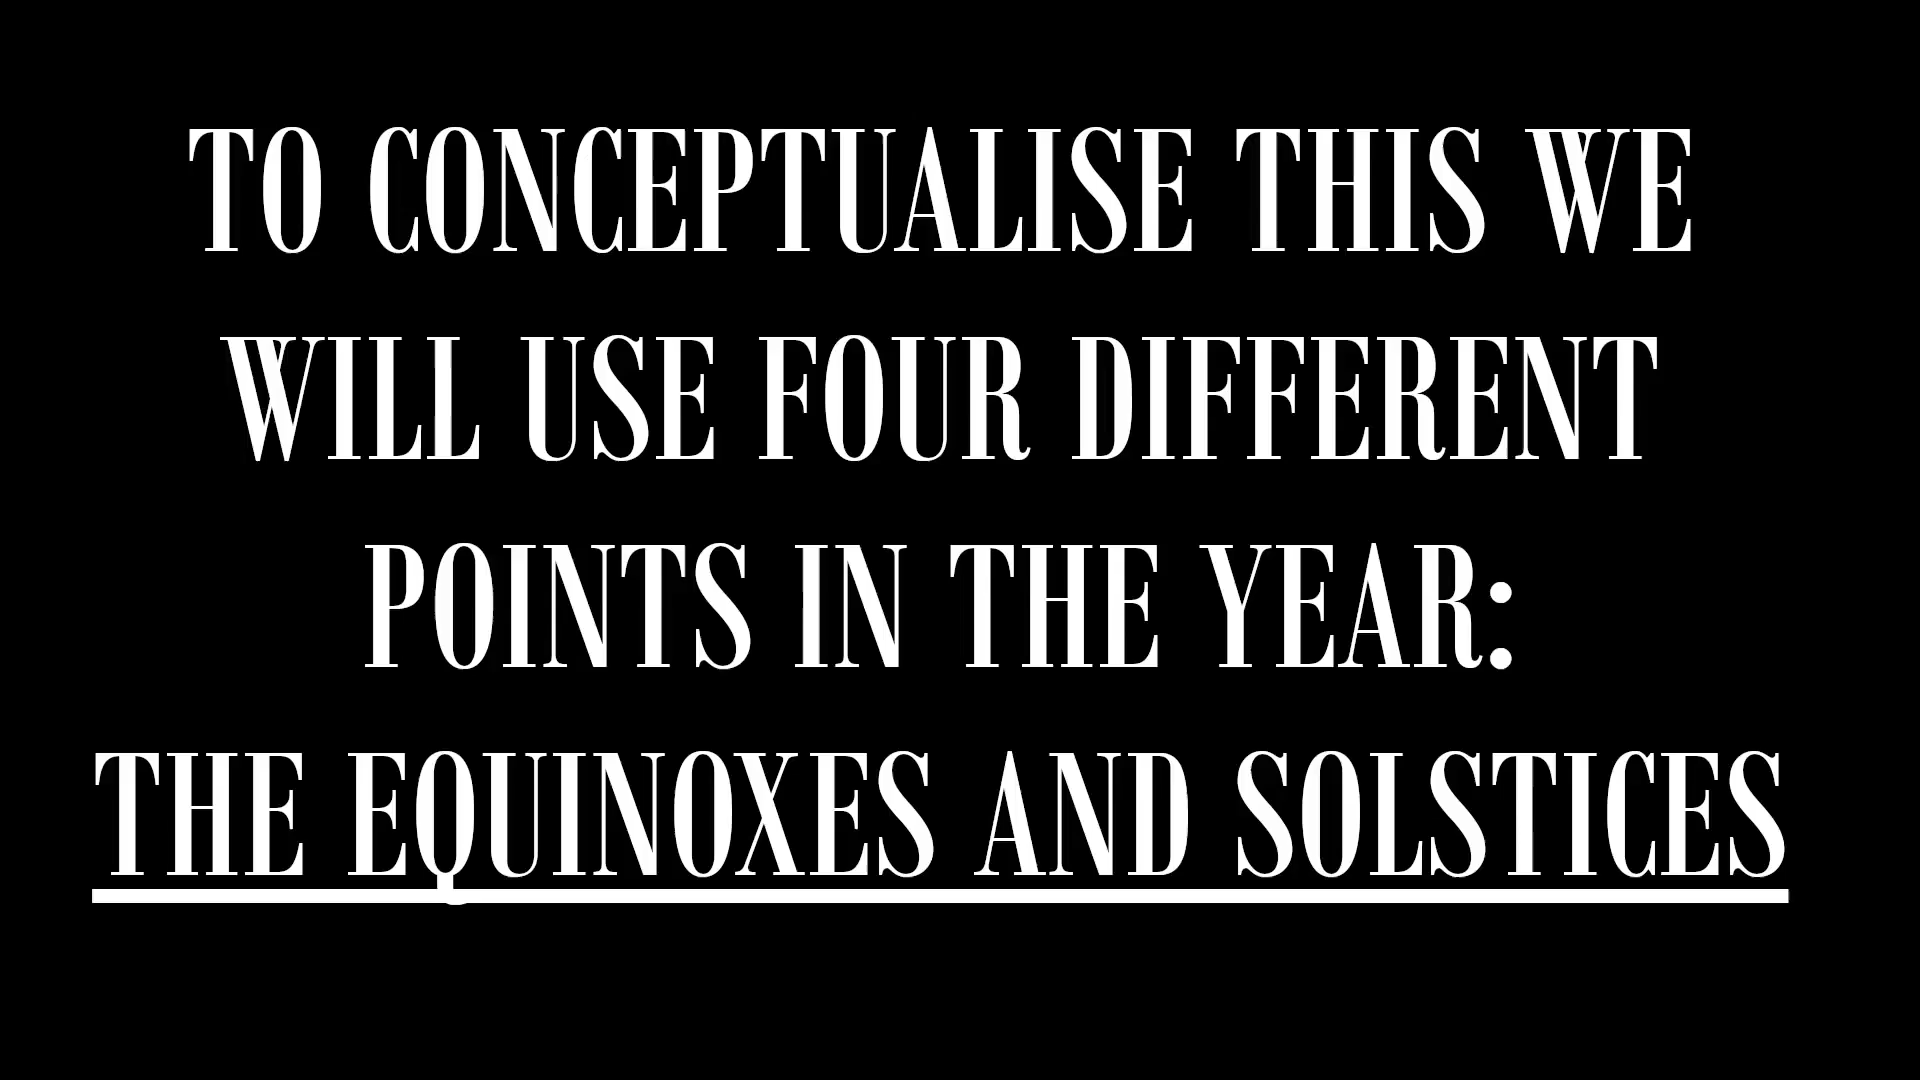 TO CONCEPTUALISE THIS WE
WILL USE FOUR DIFFERENT
POINTS IN THE YEAR:
THE EQUINOXES AND SOLSTICES